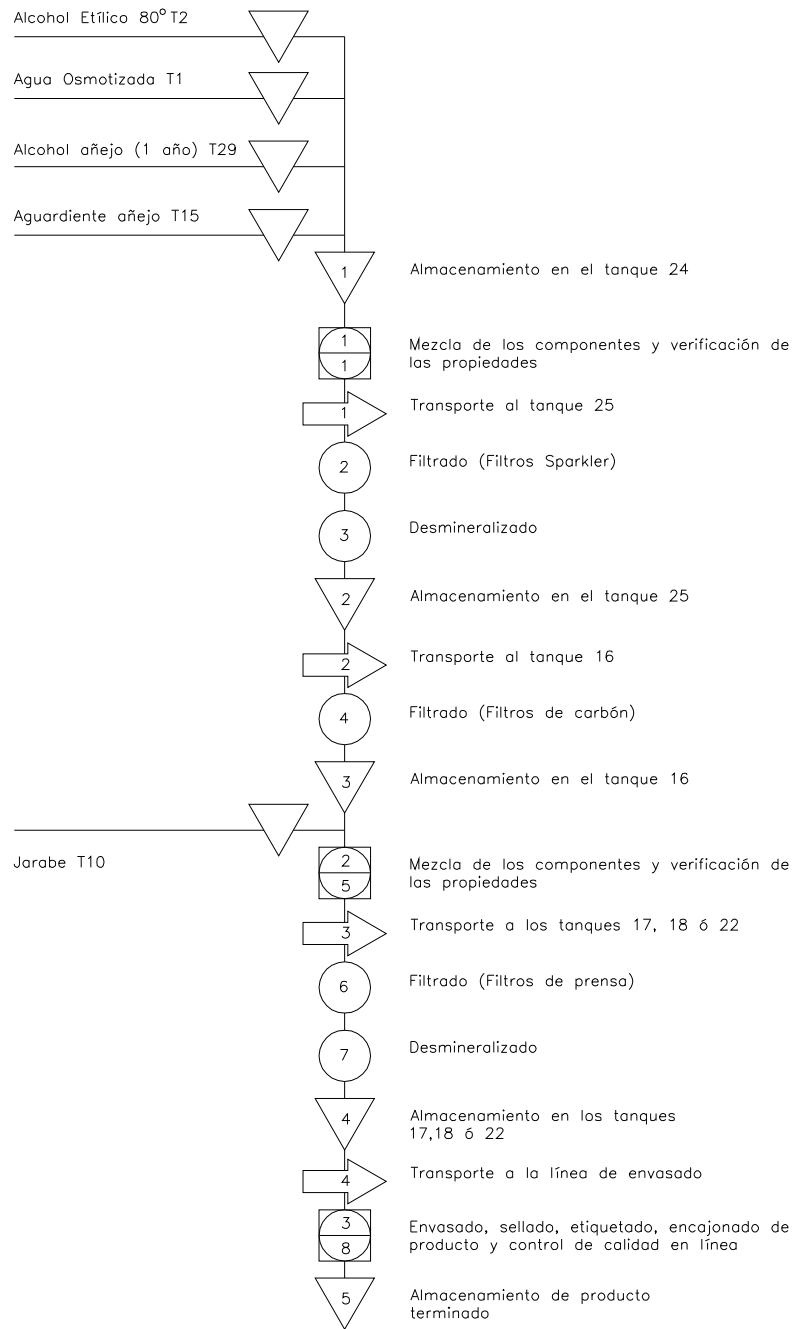 Alcohol Etílico 80° T2
Agua Osmotizada T1
Alcohol añejo (1 año) T29
Aguardiente añejo T15
1
Almacenamiento en el tanque 24
1
1
Mezcla de los componentes y verificación de
las propiedades
1
Transporte al tanque 25
2
Filtrado (Filtros Sparkler)
3
Desmineralizado
2
Almacenamiento en el tanque 25
2
Transporte al tanque 16
4
Filtrado (Filtros de carbón)
3
Almacenamiento en el tanque 16
Jarabe T10
2
5
Mezcla de los componentes y verificación de
las propiedades
3
Transporte a los tanques 17, 18 ó 22
6
Filtrado (Filtros de prensa)
7
Desmineralizado
4
Almacenamiento en los tanques
17,18 ó 22
4
Transporte a la línea de envasado
3
8
Envasado, sellado, etiquetado, encajonado de
producto y control de calidad en línea
5
Almacenamiento de producto
terminado